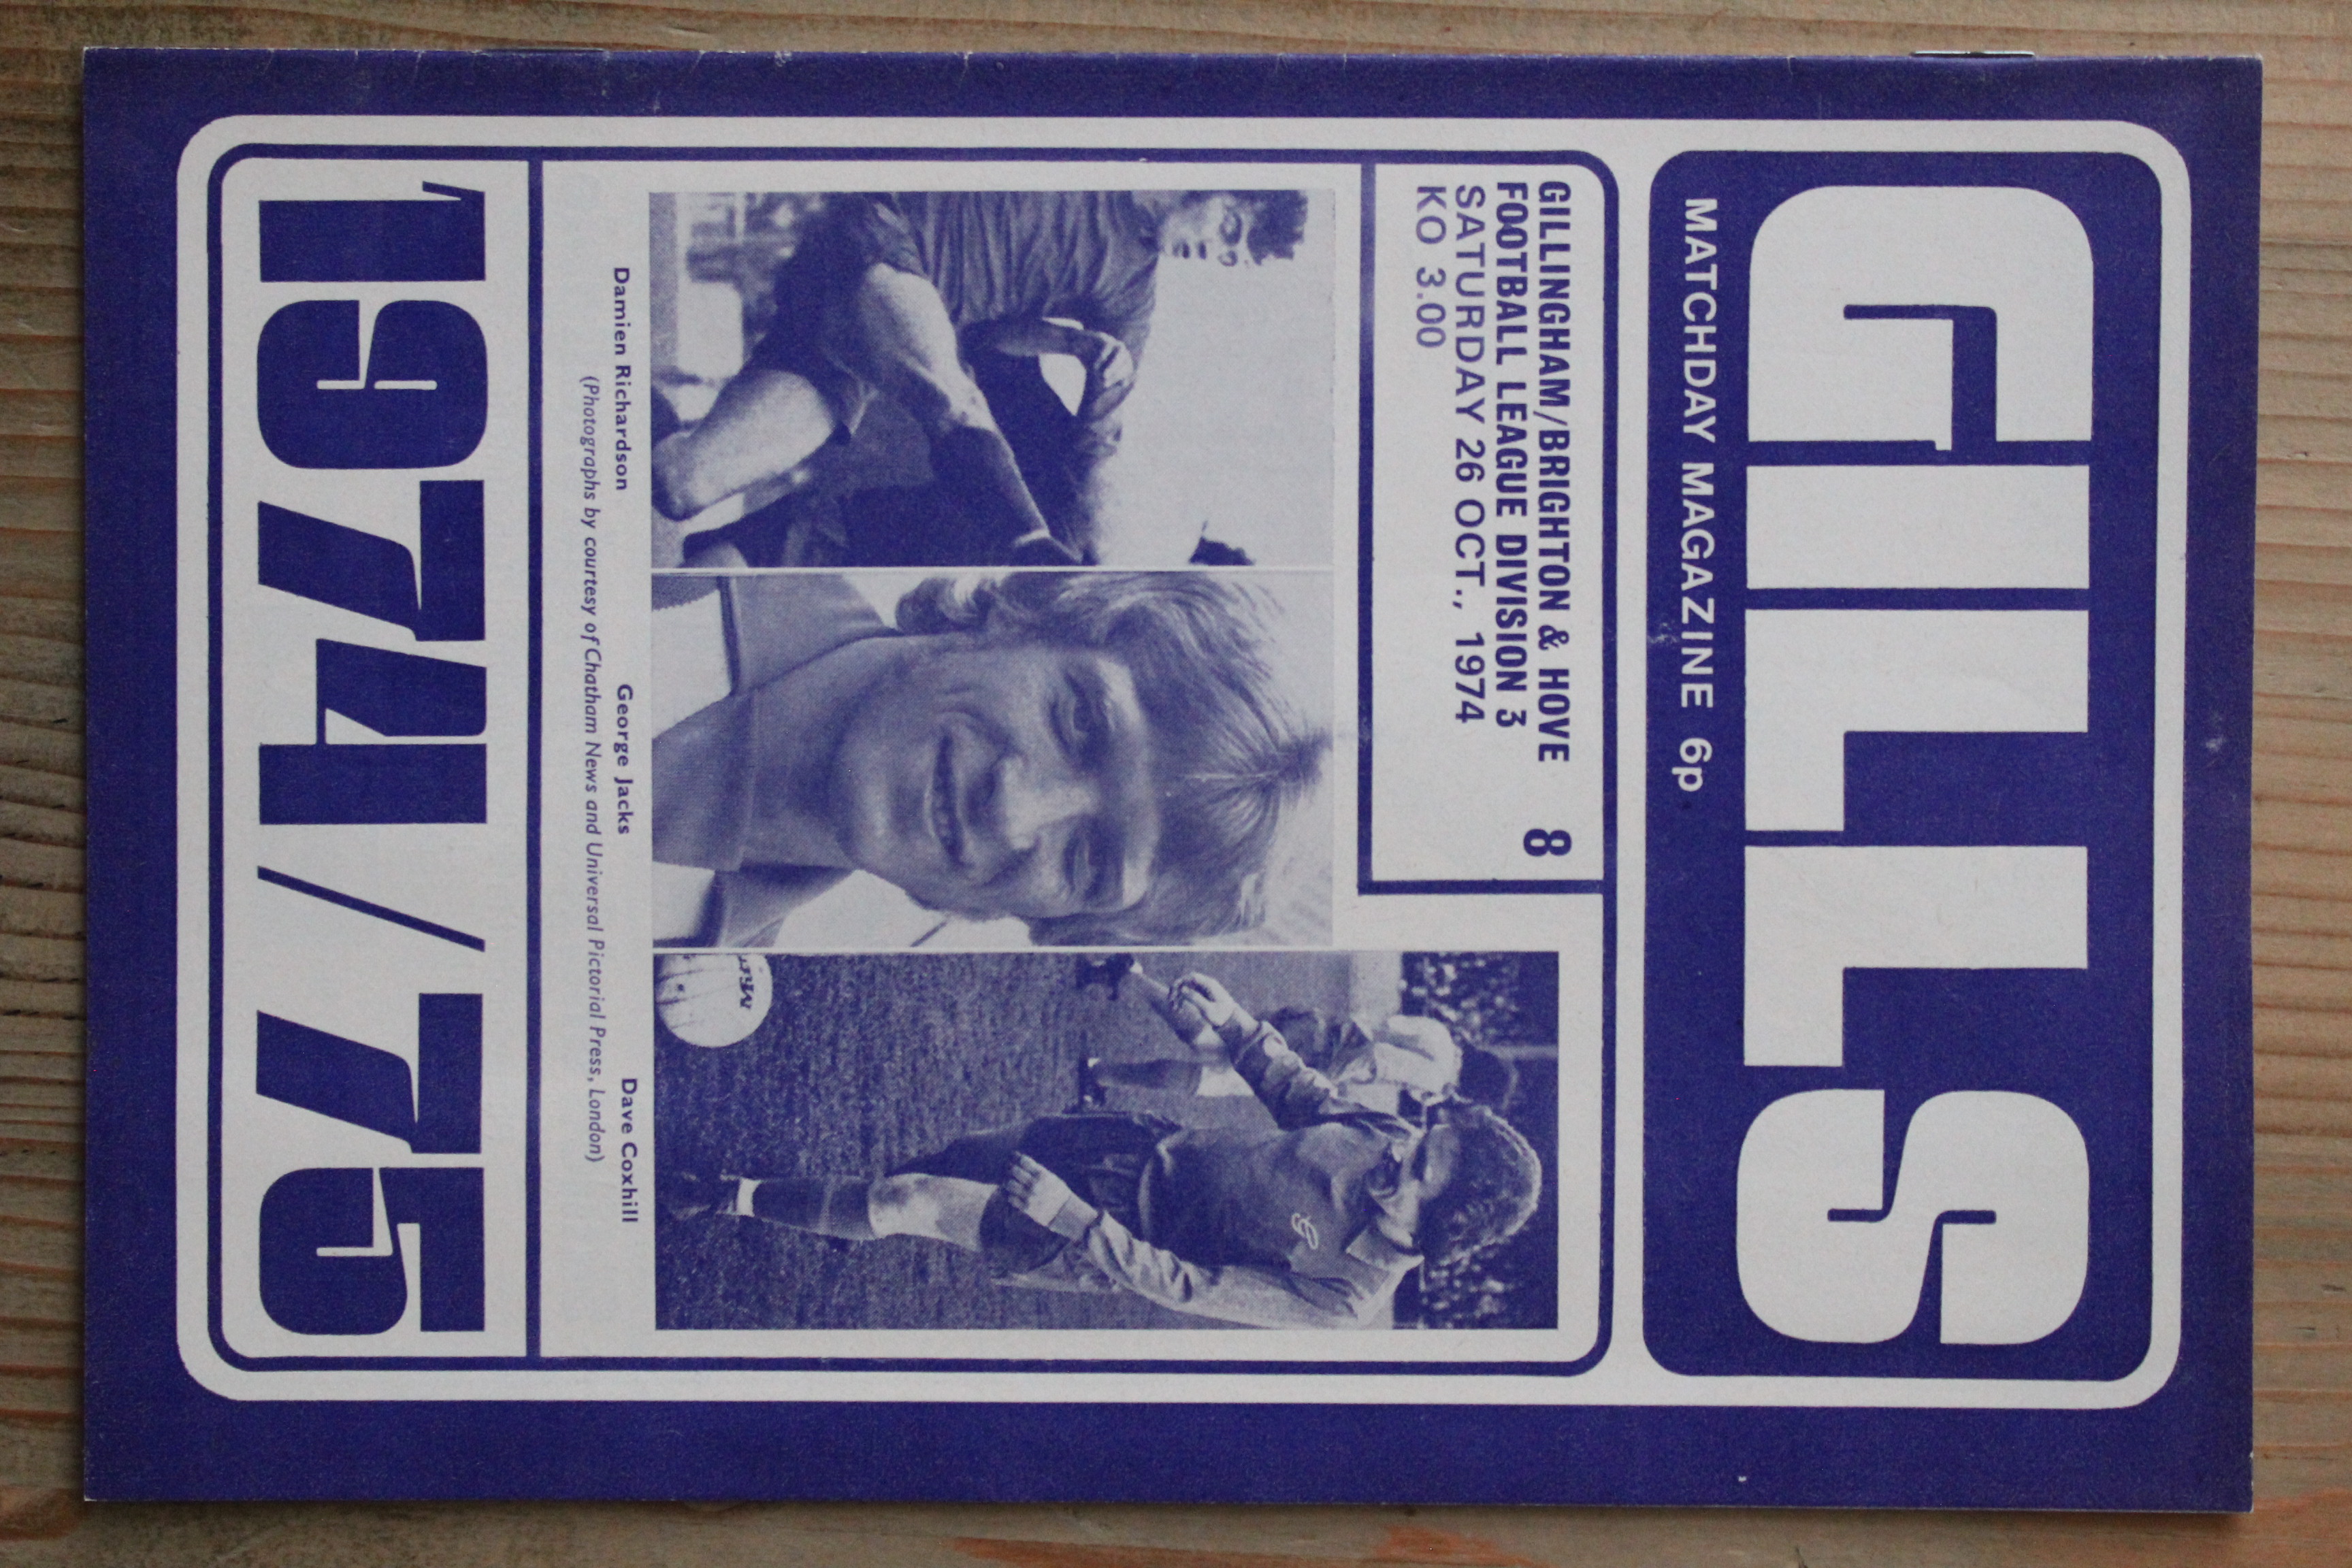 GILLS
MATCHDAY MAGAZINE 6p
GILLINGHAM/BRIGHTON & HOVE 8
FOOTBALL LEAGUE DIVISION 3
SATURDAY 26 OCT., 1974
KO 3.00
G
Mitre
Damien Richardson George Jacks Dave Coxhill
(Photographs by courtesy of Chatham News and Universal Pictorial Press, London)
1974/75